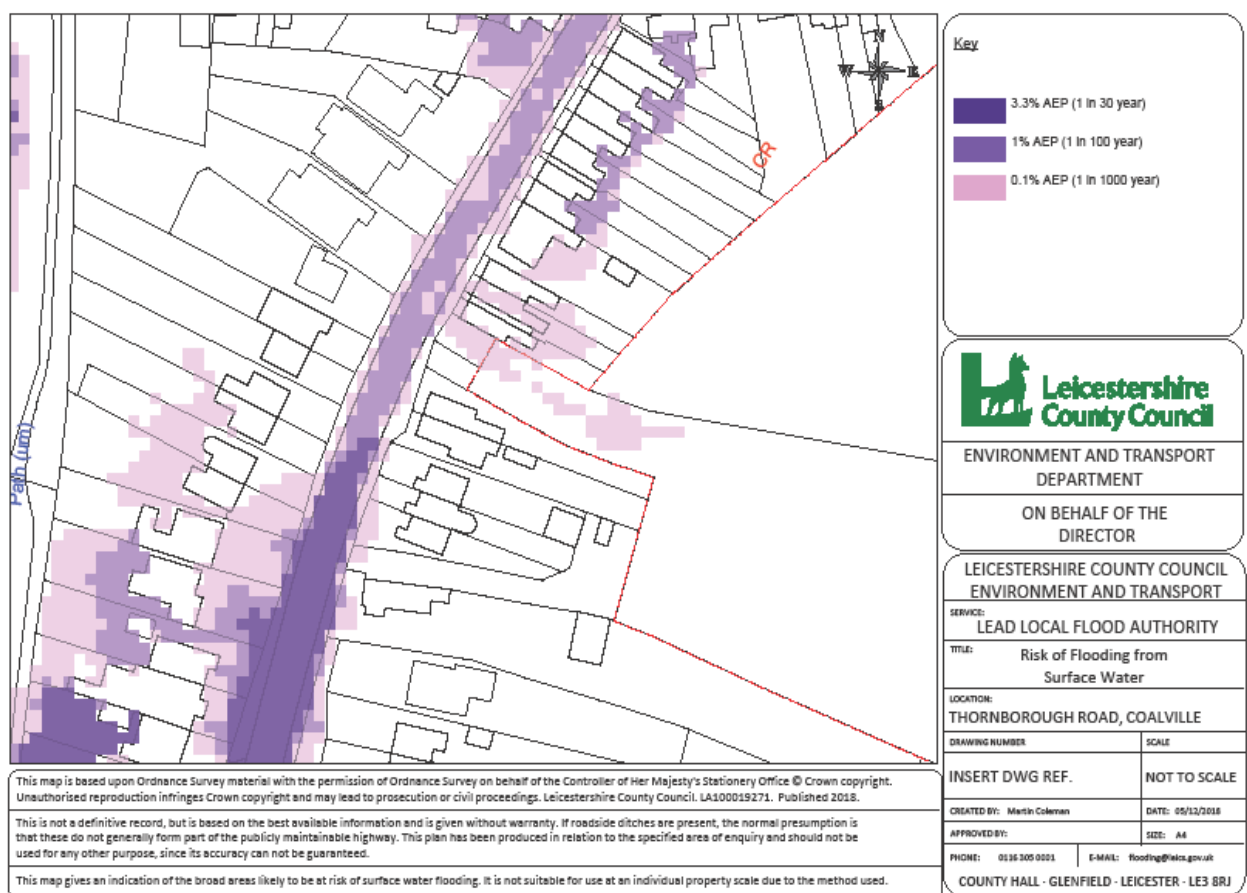 Path (um)
CR
N
W
E
S
Key
3.3% AEP (1 in 30 year)
1% AEP (1 in 100 year)
0.1% AEP (1 in 1000 year)
Leicestershire
County Council
ENVIRONMENT AND TRANSPORT
DEPARTMENT
ON BEHALF OF THE
DIRECTOR
LEICESTERSHIRE COUNTY COUNCIL
ENVIRONMENT AND TRANSPORT
SERVICE:
LEAD LOCAL FLOOD AUTHORITY
TITLE:
Risk of Flooding from
Surface Water
LOCATION:
THORNBOROUGH ROAD, COALVILLE
DRAWING NUMBER
SCALE
INSERT DWG REF.
NOT TO SCALE
CREATED BY: Martin Coleman
DATE: 05/12/2018
APPROVED BY:
SIZE: A4
PHONE: 0116 305 0001
E-MAIL: flooding@leics.gov.uk
COUNTY HALL - GLENFIELD - LEICESTER - LE3 8RJ
This map is based upon Ordnance Survey material with the permission of Ordnance Survey on behalf of the Controller of Her Majesty's Stationery Office © Crown copyright.
Unauthorised reproduction infringes Crown copyright and may lead to prosecution or civil proceedings. Leicestershire County Council. LA100019271. Published 2018.
This is not a definitive record, but is based on the best available information and is given without warranty. If roadside ditches are present, the normal presumption is
that these do not generally form part of the publicly maintainable highway. This plan has been produced in relation to the specified area of enquiry and should not be
used for any other purpose, since its accuracy can not be guaranteed.
This map gives an indication of the broad areas likely to be at risk of surface water flooding. It is not suitable for use at an individual property scale due to the method used.